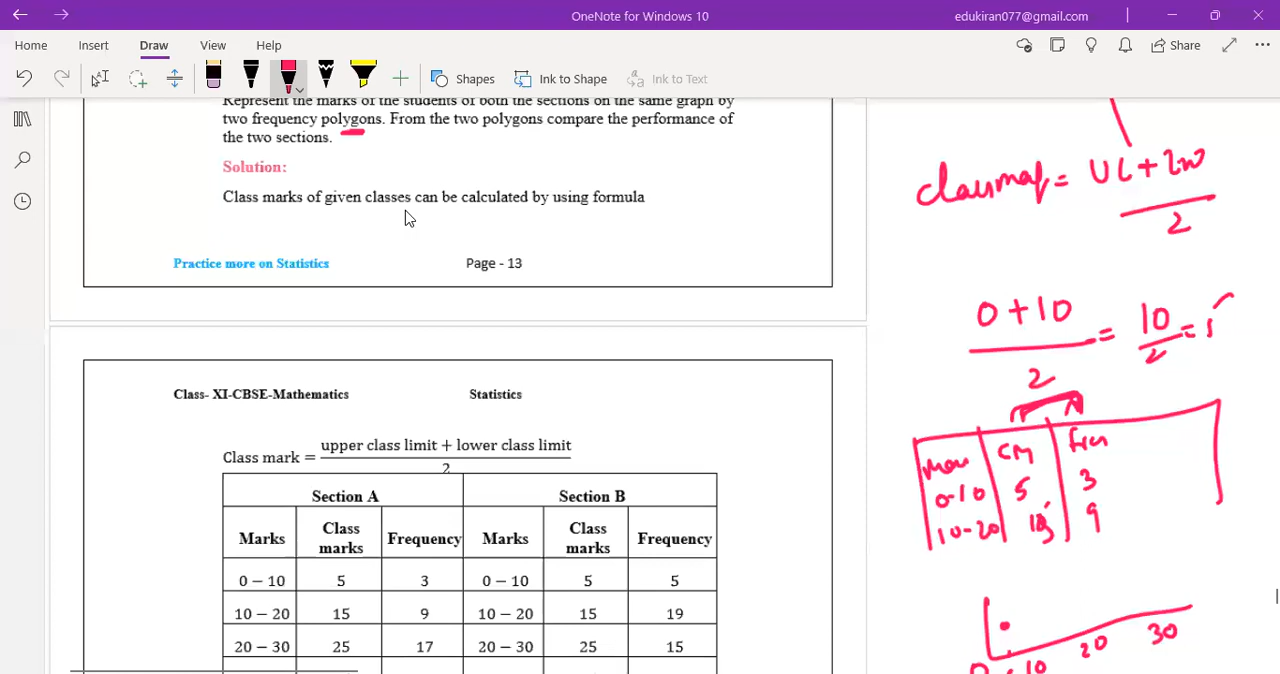 OneNote for Windows 10
edukiran077@gmail.com
Home Insert Draw View Help
Share
Shapes Ink to Shape Ink to Text
Represent the marks of the students of both the sections on the same graph by
two frequency polygons. From the two polygons compare the performance of
the two sections.
Solution:
Class marks of given classes can be calculated by using formula
Practice more on Statistics Page - 13
Class- XI-CBSE-Mathematics Statistics
Class mark = upper class limit + lower class limit
2
Section A Section B
Marks Class marks Frequency Marks Class marks Frequency
0 – 10 5 3 0 – 10 5 5
10 – 20 15 9 10 – 20 15 19
20 – 30 25 17 20 – 30 25 15
= UL +
2
0 + 10 = 10 =
2 2
CM
0-10 5 3
10-20 9
0 10 20 30